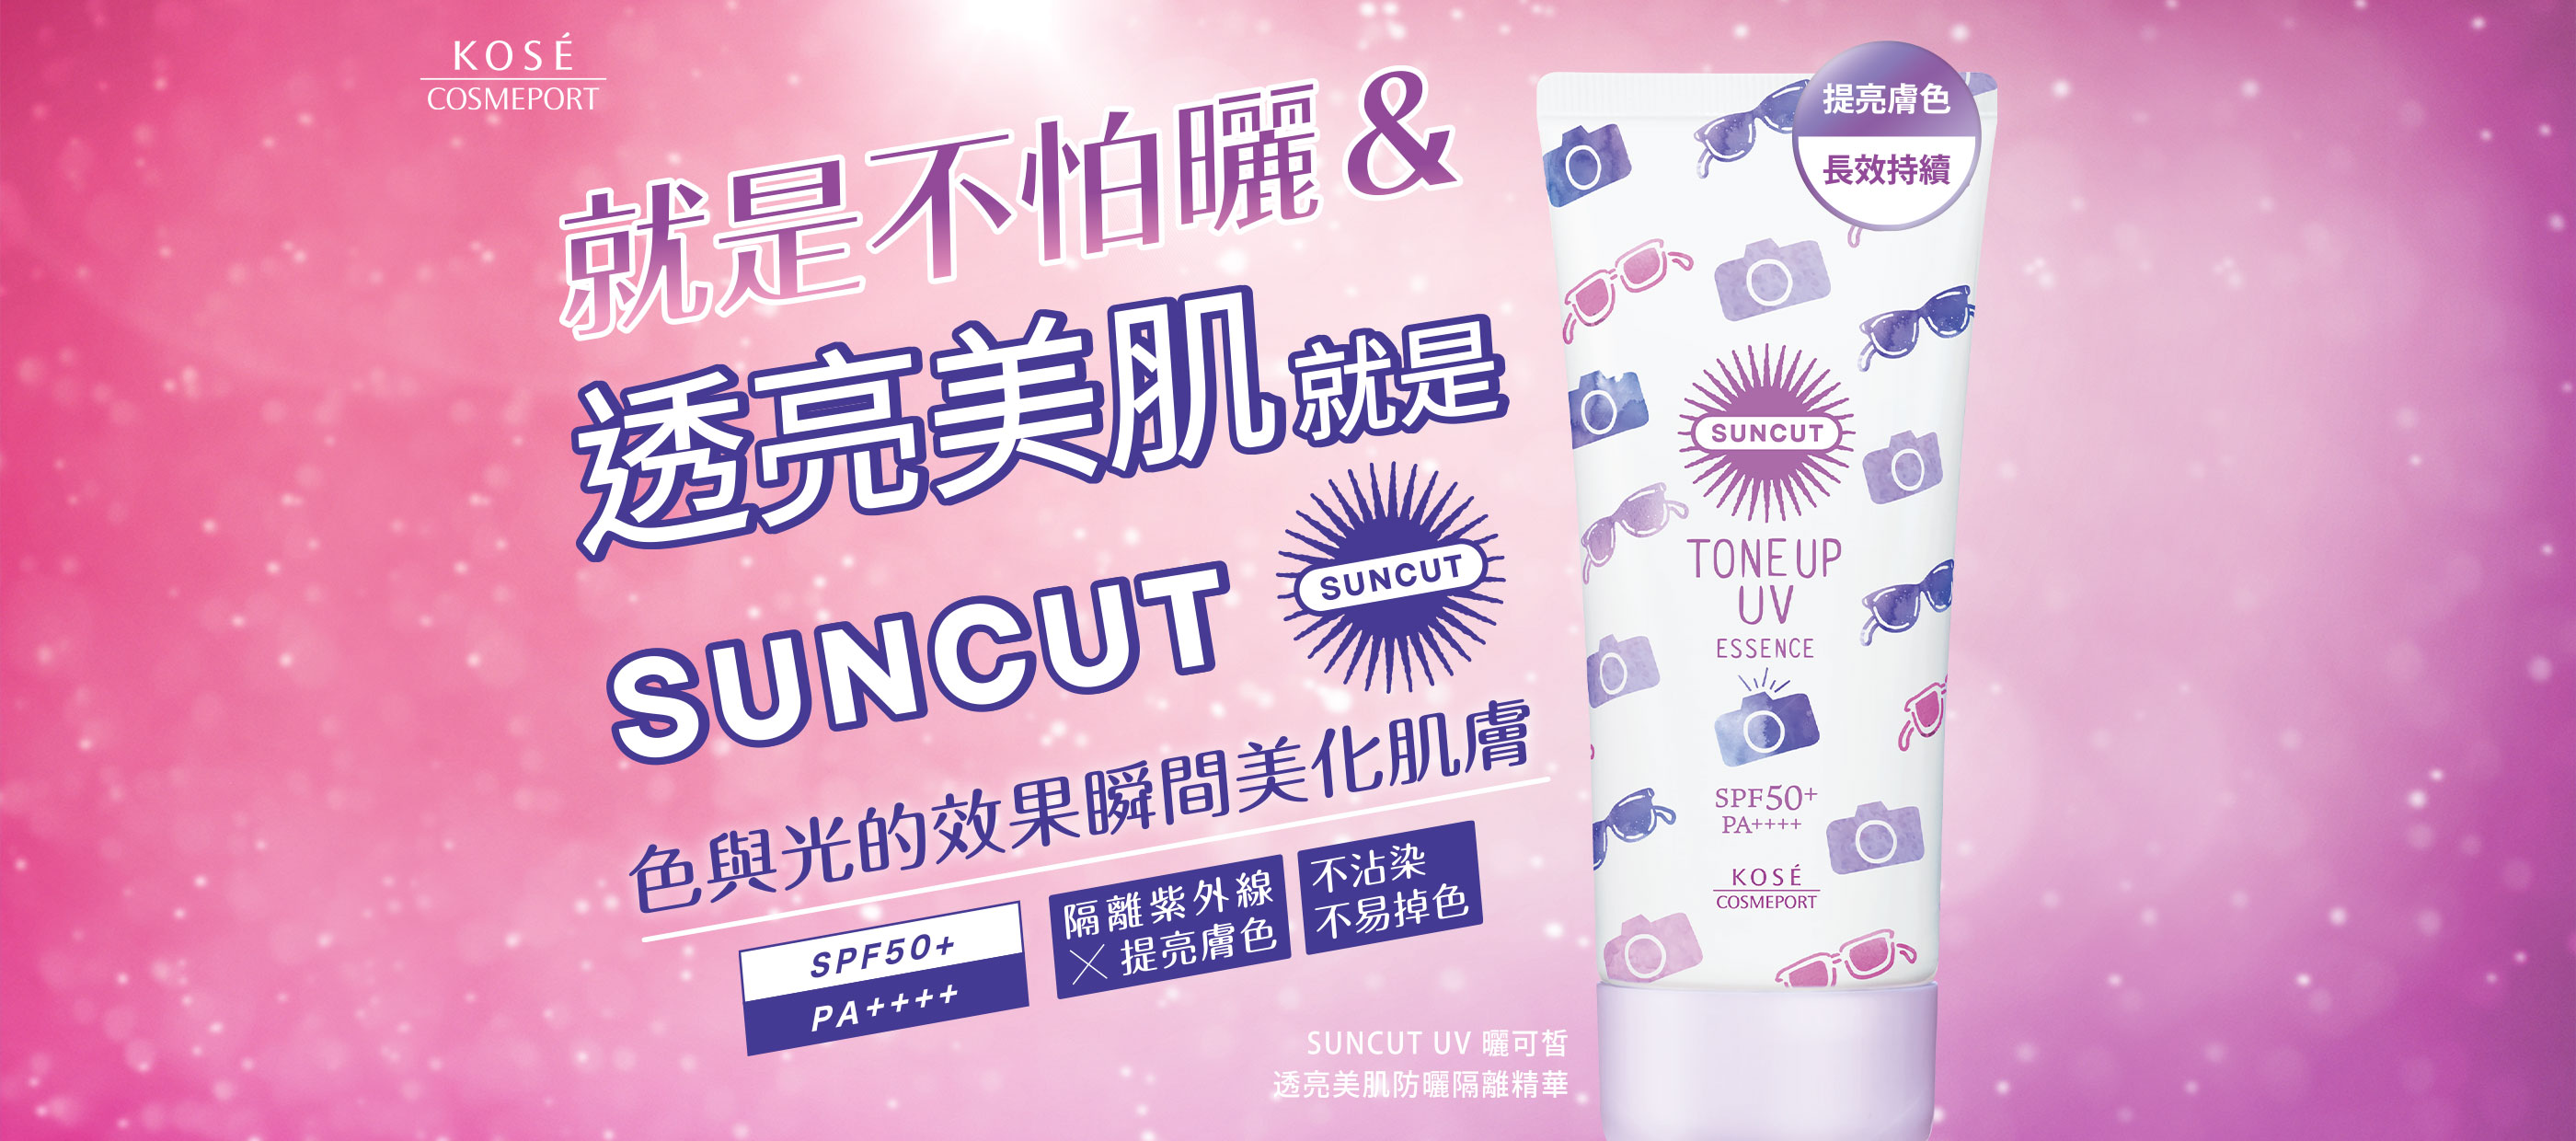 KOSÉ
COSMEPORT
就是不怕曬&
透亮美肌就是
SUNCUT
SUNCUT
色與光的效果瞬間美化肌膚
SPF50+
PA++++
隔離紫外線
×提亮膚色
不沾染
不易掉色
SUNCUT UV 曬可皙
透亮美肌防曬隔離精華
提亮膚色
長效持續
SUNCUT
TONE UP
UV
ESSENCE
SPF50+
PA++++
KOSÉ
COSMEPORT